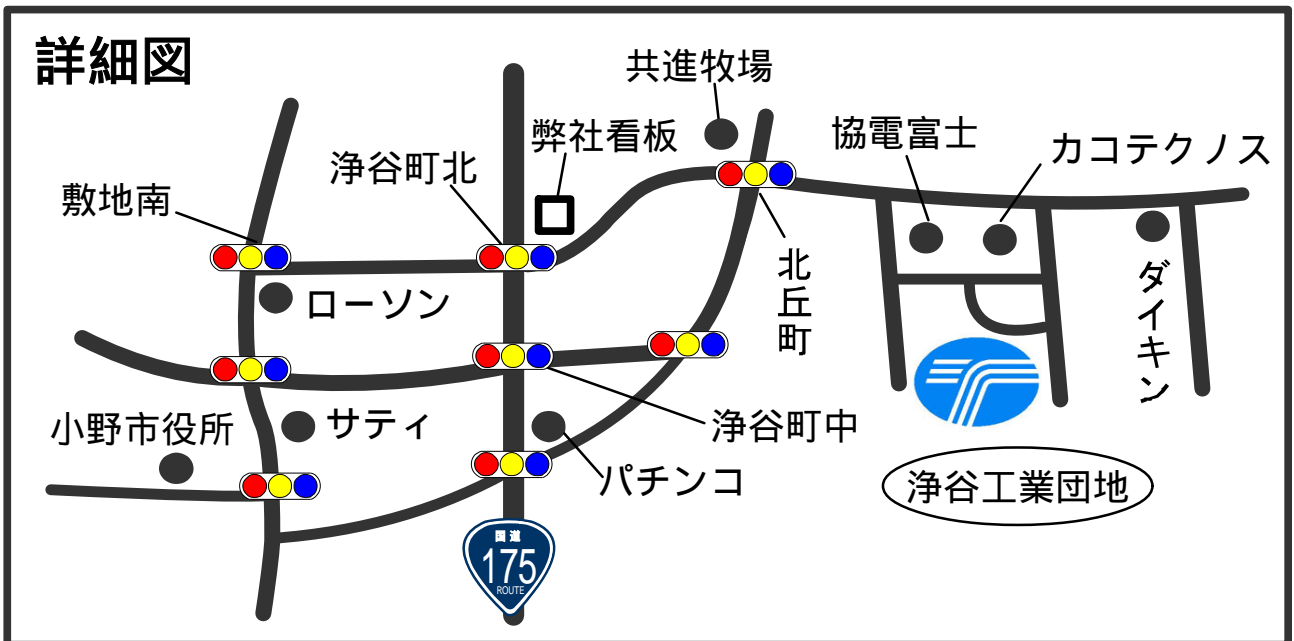 詳細図
共進牧場
弊社看板
協電富士
カコテクノス
浄谷町北
敷地南
北丘町
ダイキン
ローソン
小野市役所
サティ
浄谷町中
パチンコ
浄谷工業団地
国道
175
ROUTE